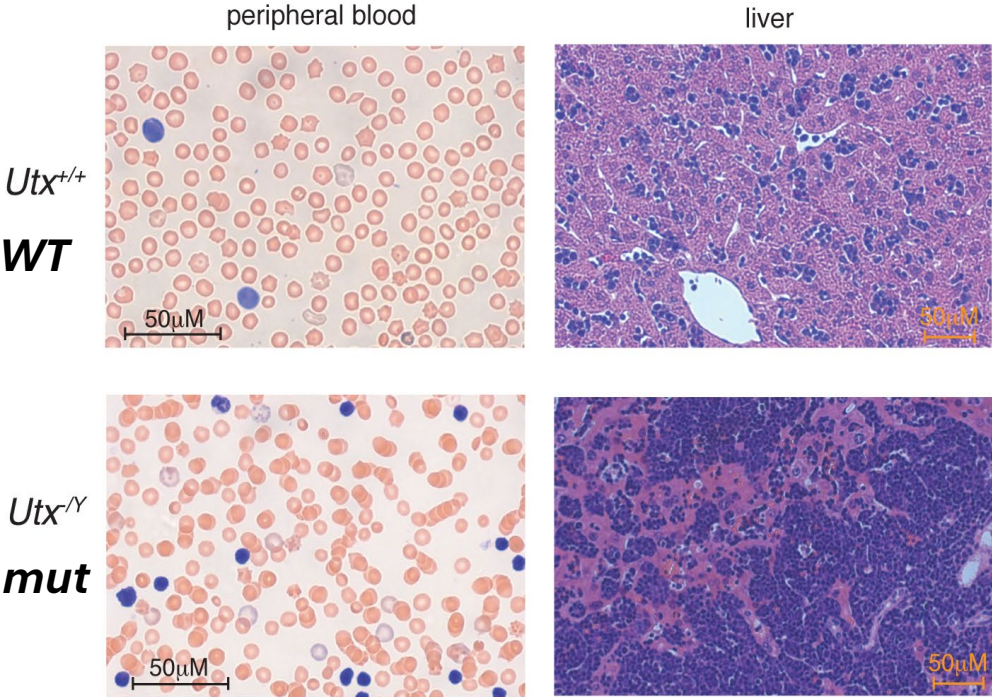 peripheral blood
liver
Utx+/+
WT
50µM
50µM
Utx-/Y
mut
50µM
50µM